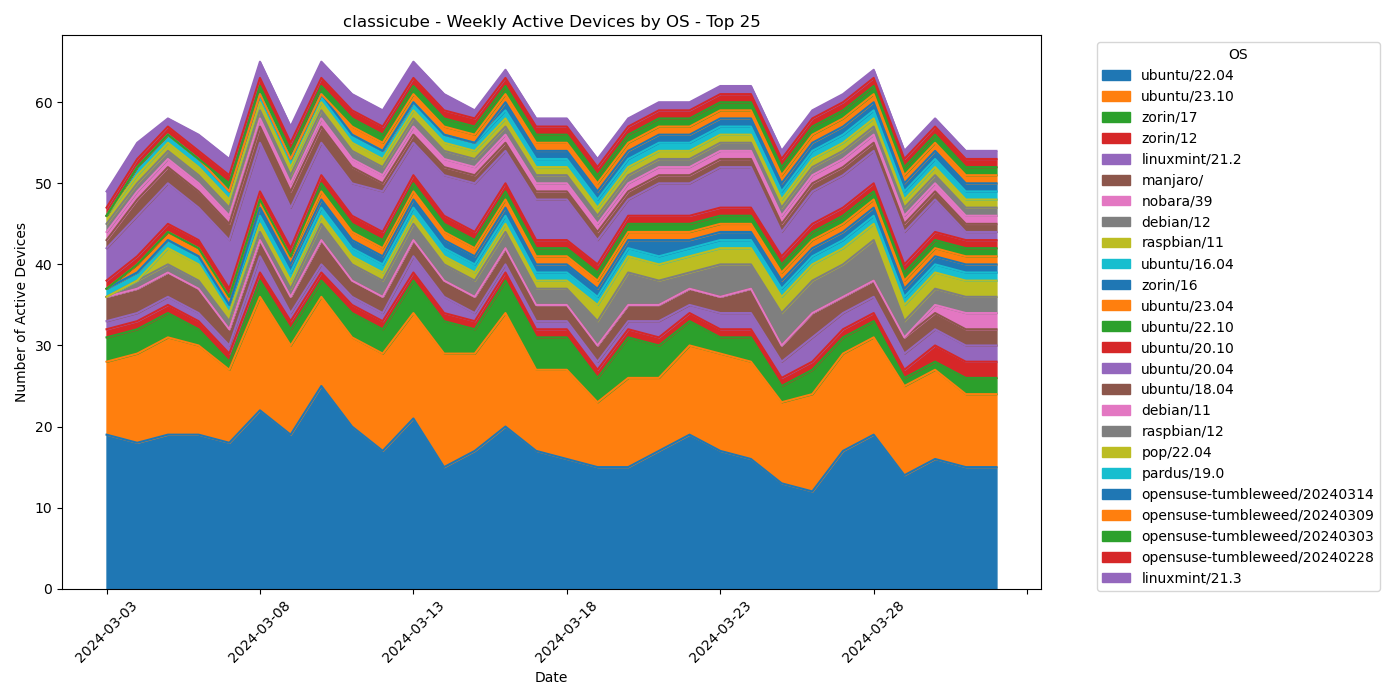 classicube - Weekly Active Devices by OS - Top 25
Number of Active Devices
60
50
40
30
20
10
0
2024-03-03
2024-03-08
2024-03-13
2024-03-18
2024-03-23
2024-03-28
Date
OS
ubuntu/22.04
ubuntu/23.10
zorin/17
zorin/12
linuxmint/21.2
manjaro/
nobara/39
debian/12
raspbian/11
ubuntu/16.04
zorin/16
ubuntu/23.04
ubuntu/22.10
ubuntu/20.10
ubuntu/20.04
ubuntu/18.04
debian/11
raspbian/12
pop/22.04
pardus/19.0
opensuse-tumbleweed/20240314
opensuse-tumbleweed/20240309
opensuse-tumbleweed/20240303
opensuse-tumbleweed/20240228
linuxmint/21.3